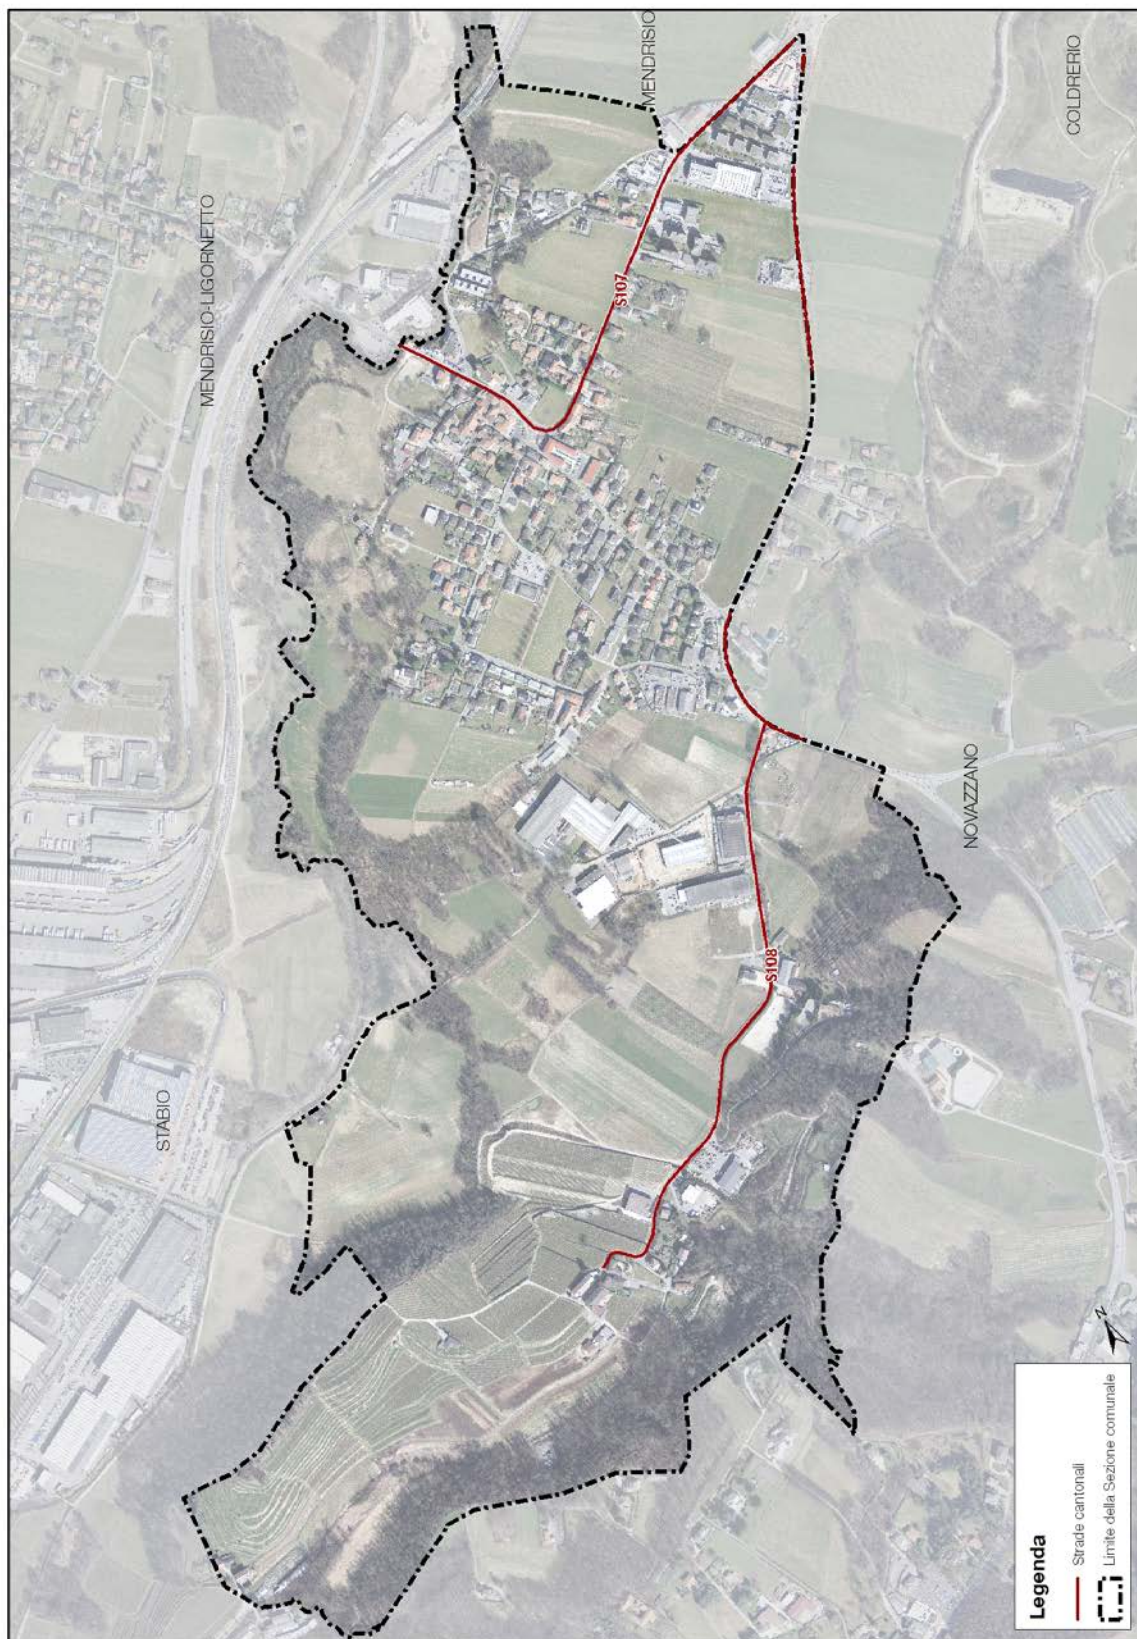 MENDRISIO-LIGORNETTO
MENDRISIO
STABIO
COLDRERIO
NOVAZZANO
S107
S108
N
Legenda
Strade cantonali
Limite della Sezione comunale